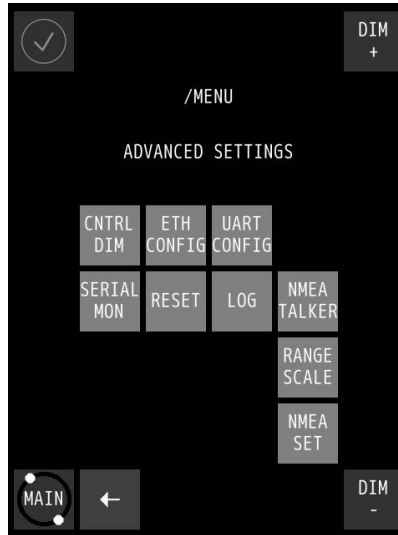 DIM
+
/MENU
ADVANCED SETTINGS
CNTRL
DIM
ETH
CONFIG
UART
CONFIG
SERIAL
MON
RESET
LOG
NMEA
TALKER
RANGE
SCALE
NMEA
SET
MAIN
←
DIM
-